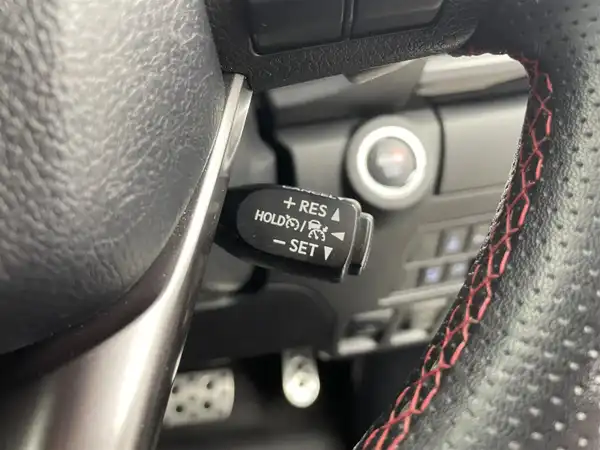 + RES ▲
HOLD / ◀
− SET ▼